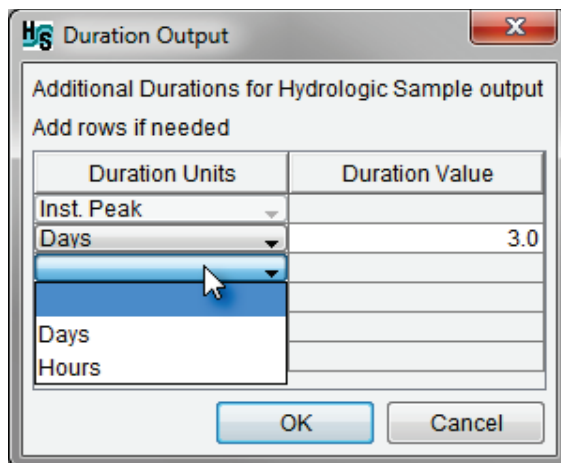 HS Duration Output
Additional Durations for Hydrologic Sample output
Add rows if needed
Duration Units Duration Value
Inst. Peak
Days 3.0
Days
Hours
OK Cancel